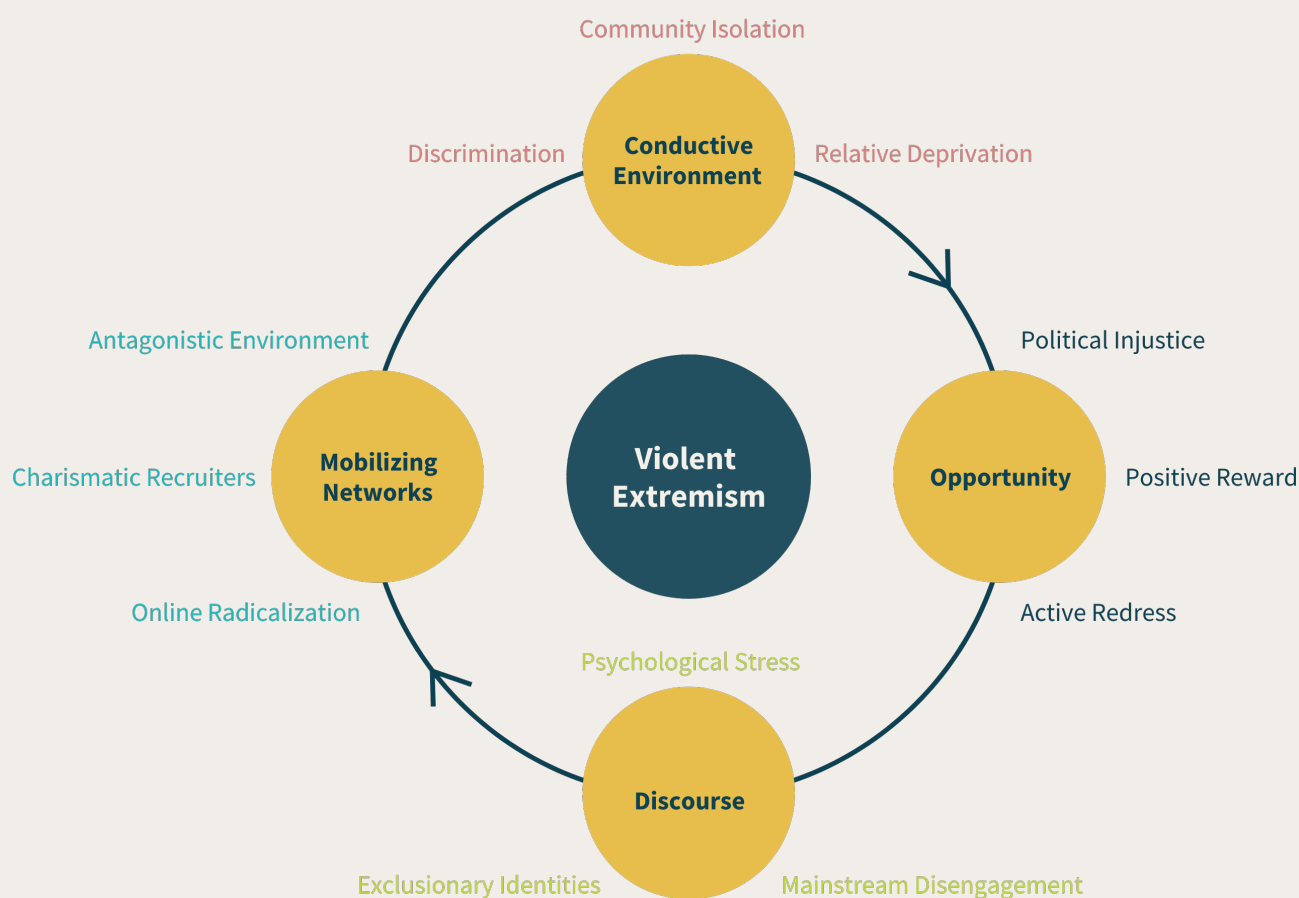 Community Isolation
Discrimination
Conductive
Environment
Relative Deprivation
Antagonistic Environment
Political Injustice
Mobilizing
Networks
Charismatic Recruiters
Violent
Extremism
Opportunity
Positive Reward
Online Radicalization
Active Redress
Psychological Stress
Discourse
Exclusionary Identities
Mainstream Disengagement